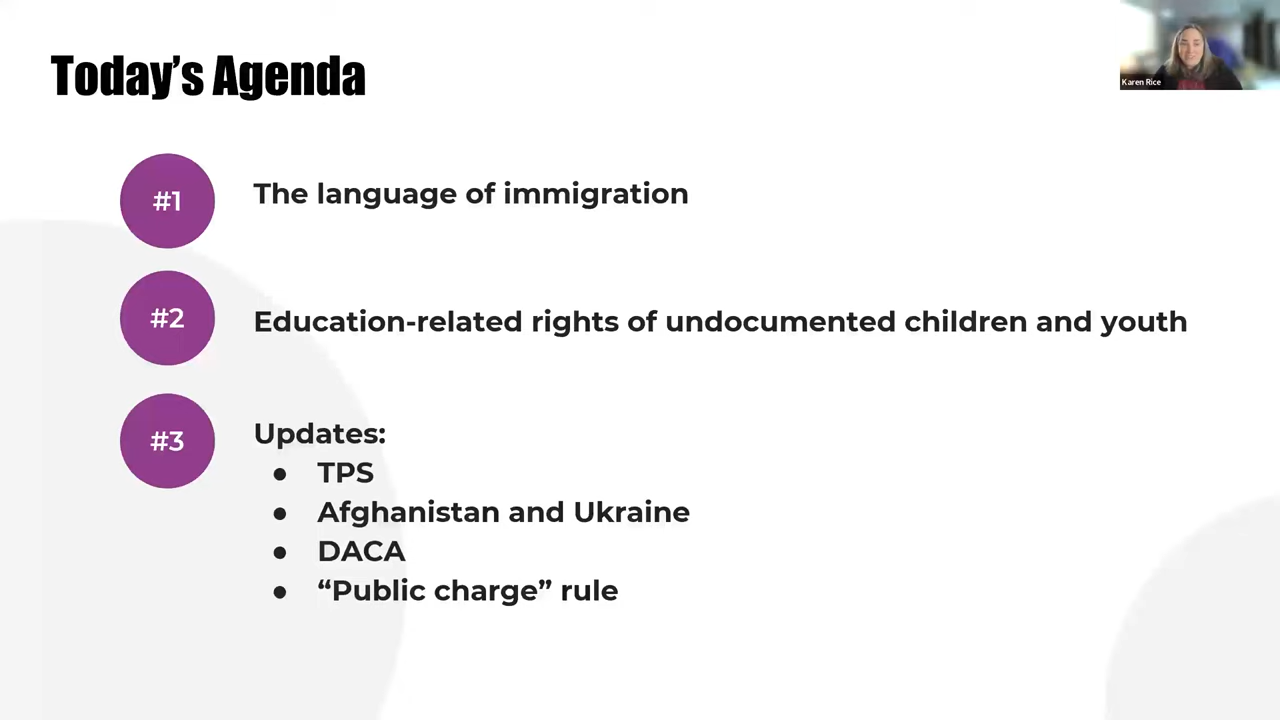 Today’s Agenda
Karen Rice
#1
The language of immigration
#2
Education-related rights of undocumented children and youth
#3
Updates:
● TPS
● Afghanistan and Ukraine
● DACA
● “Public charge” rule